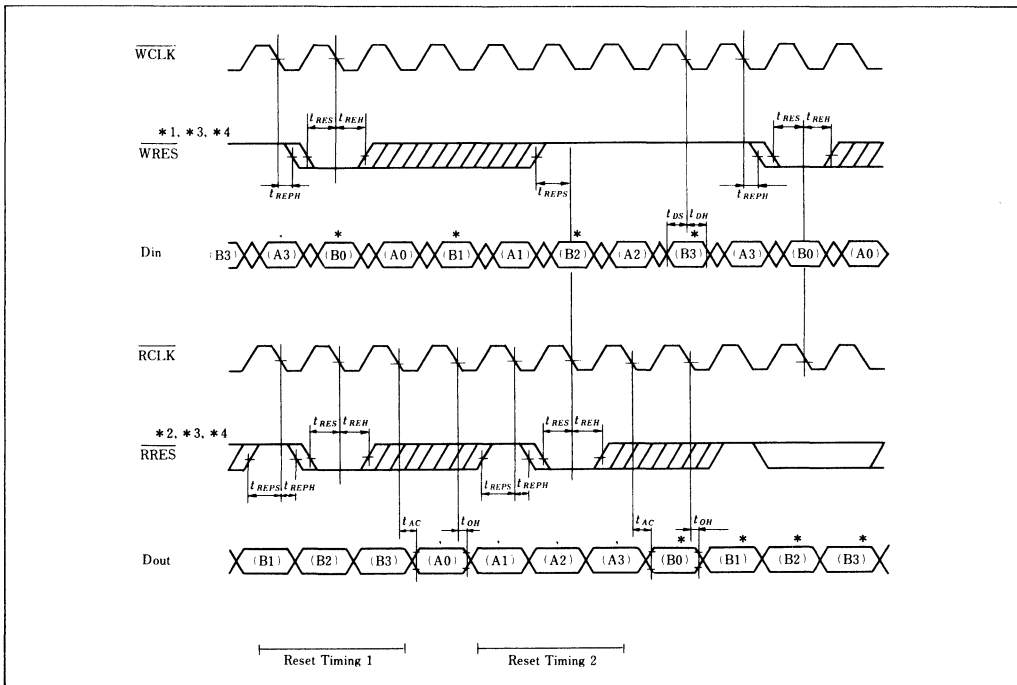 WCLK
tRES tREH tRES tREH
*1, *3, *4
WRES
tREPH tREPS tREPH
tDS tDH
* * * *
Din (B3) (A3) (B0) (A0) (B1) (A1) (B2) (A2) (B3) (A3) (B0) (A0)
RCLK
tRES tREH tRES tREH
*2, *3, *4
RRES
tREPS tREPH tREPS tREPH
tAC tOH tAC tOH
* * * *
Dout (B1) (B2) (B3) (A0) (A1) (A2) (A3) (B0) (B1) (B2) (B3)
Reset Timing 1 Reset Timing 2